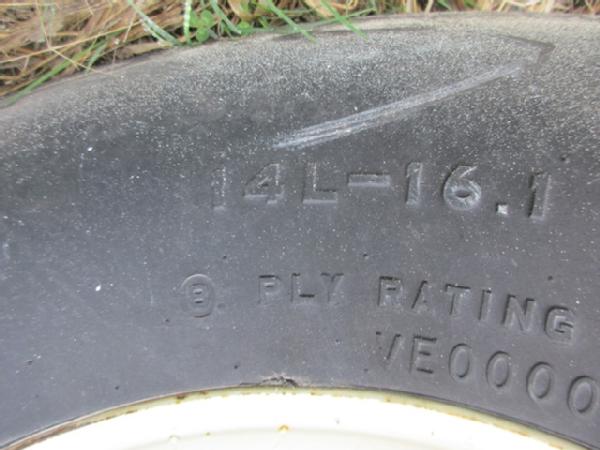 14L-16.1
8 PLY RATING
VE0000